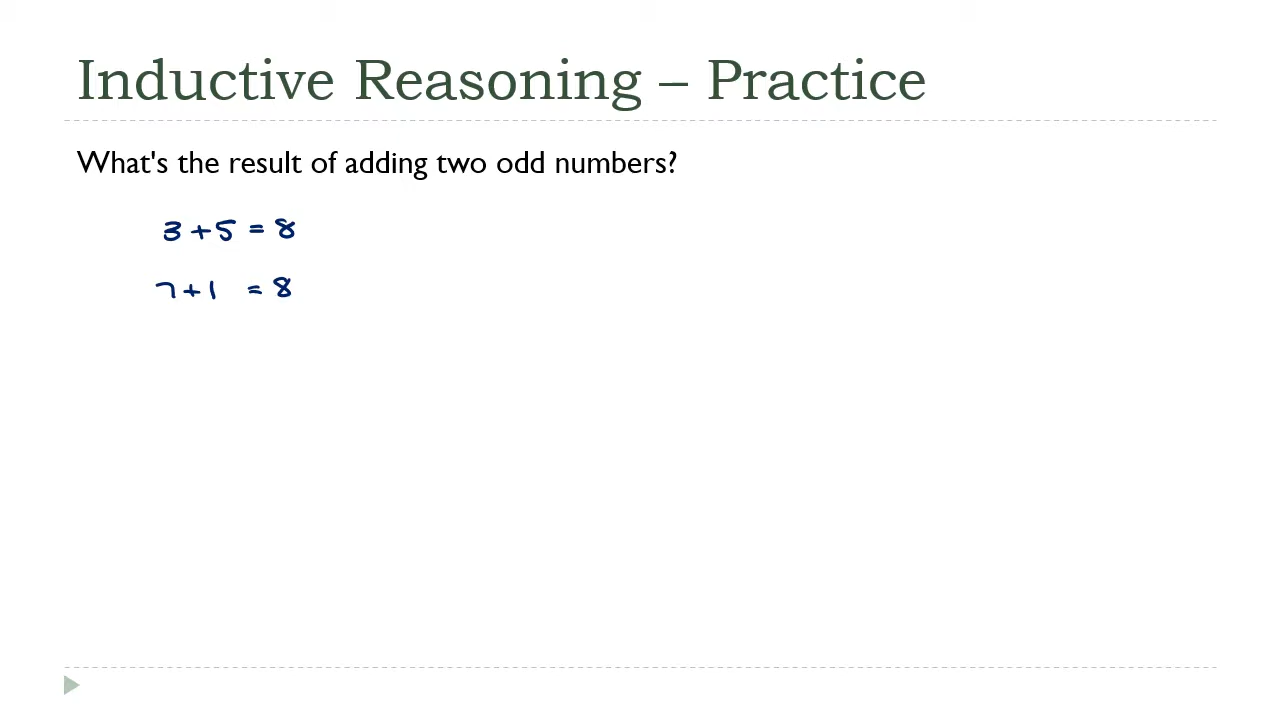 Inductive Reasoning – Practice
What's the result of adding two odd numbers?
3 + 5 = 8
7 + 1 = 8